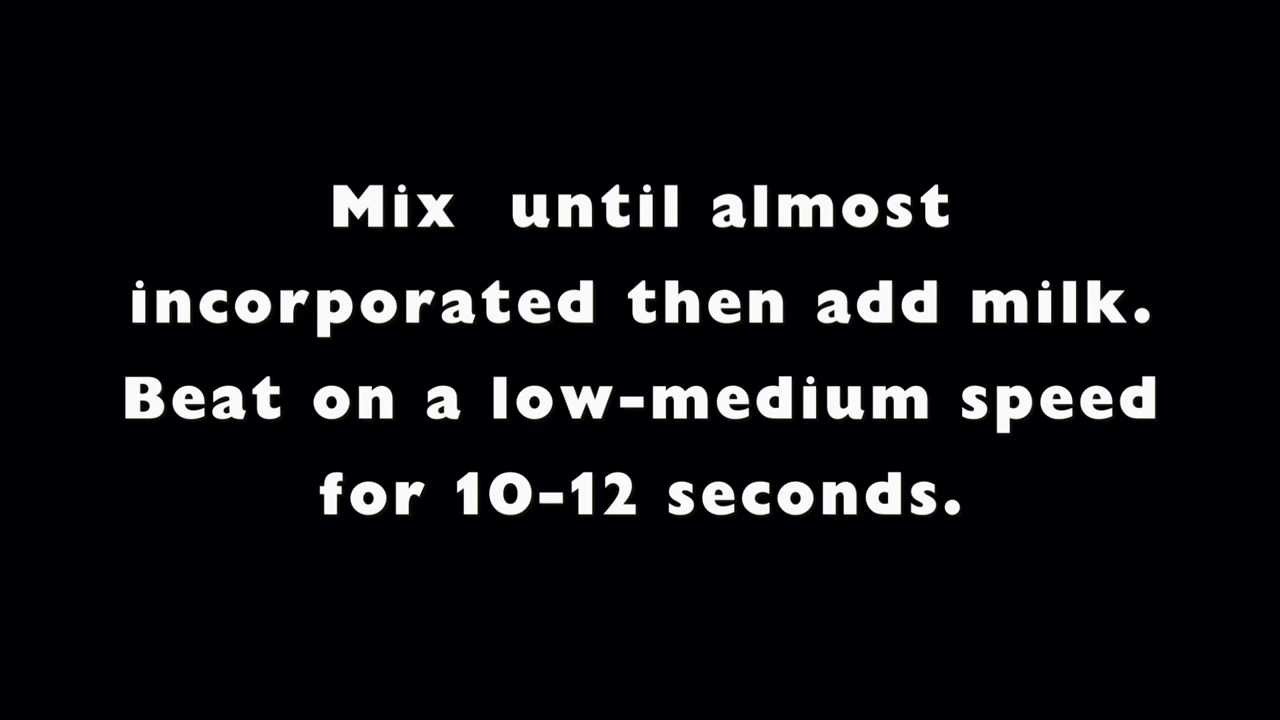 Mix  until almost
incorporated then add milk.
Beat on a low-medium speed
for 10-12 seconds.